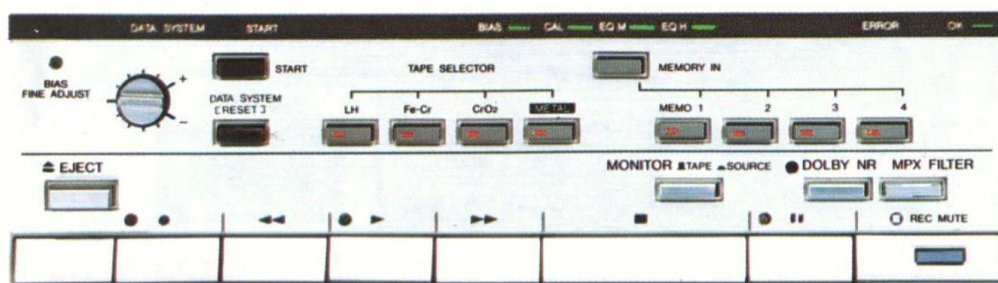 DATA SYSTEM START BIAS CAL EQ M EQ H ERROR OK
BIAS
FINE ADJUST
+
−
START
TAPE SELECTOR
MEMORY IN
DATA SYSTEM
[RESET]
LH Fe-Cr CrO₂ METAL
MEMO 1 2 3 4
EJECT
MONITOR TAPE SOURCE
DOLBY NR MPX FILTER
REC MUTE